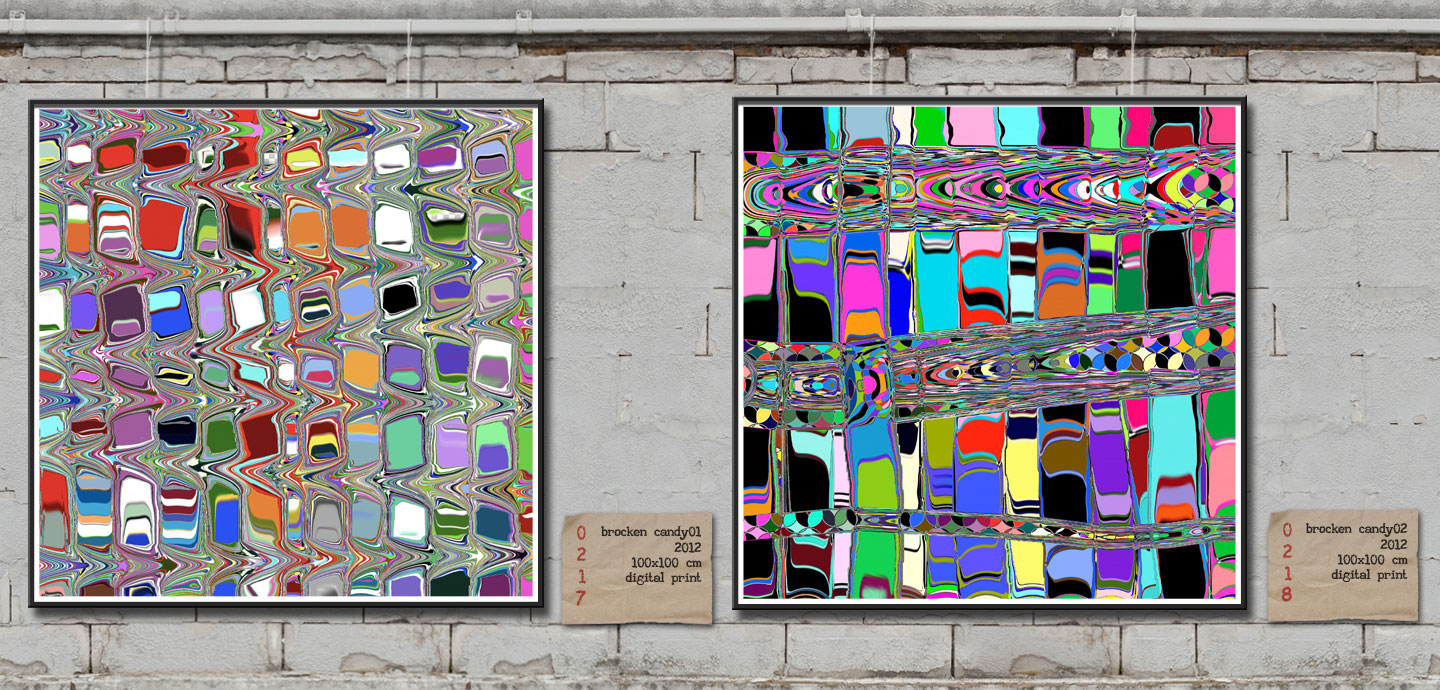 0217
brocken candy01
2012
100x100 cm
digital print
0218
brocken candy02
2012
100x100 cm
digital print